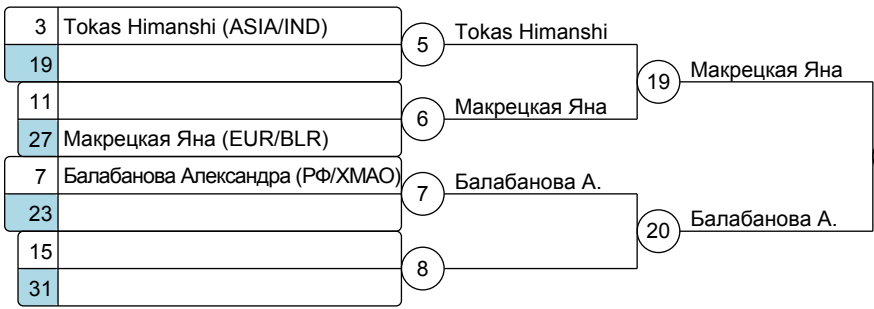 3 Tokas Himanshi (ASIA/IND)
19
11
27 Макрецкая Яна (EUR/BLR)
7 Балабанова Александра (РФ/ХМАО)
23
15
31
5 Tokas Himanshi
6 Макрецкая Яна
7 Балабанова А.
8
19 Макрецкая Яна
20 Балабанова А.